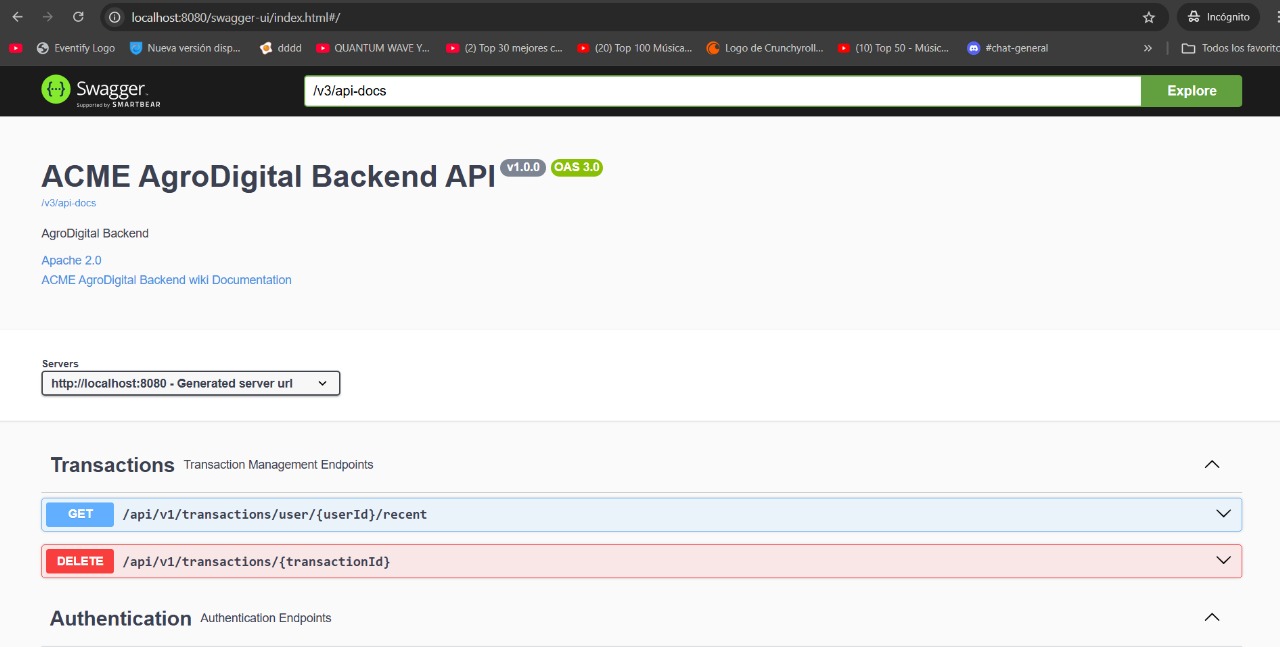 localhost:8080/swagger-ui/index.html#/
Incógnito
Eventify Logo
Nueva versión disp...
dddd
QUANTUM WAVE Y...
(2) Top 30 mejores c...
(20) Top 100 Música...
Logo de Crunchyroll...
(10) Top 50 - Músic...
#chat-general
»
Todos los favorito
Swagger.
Supported by SMARTBEAR
/v3/api-docs
Explore
ACME AgroDigital Backend API v1.0.0 OAS 3.0
/v3/api-docs
AgroDigital Backend
Apache 2.0
ACME AgroDigital Backend wiki Documentation
Servers
http://localhost:8080 - Generated server url
Transactions Transaction Management Endpoints
GET /api/v1/transactions/user/{userId}/recent
DELETE /api/v1/transactions/{transactionId}
Authentication Authentication Endpoints